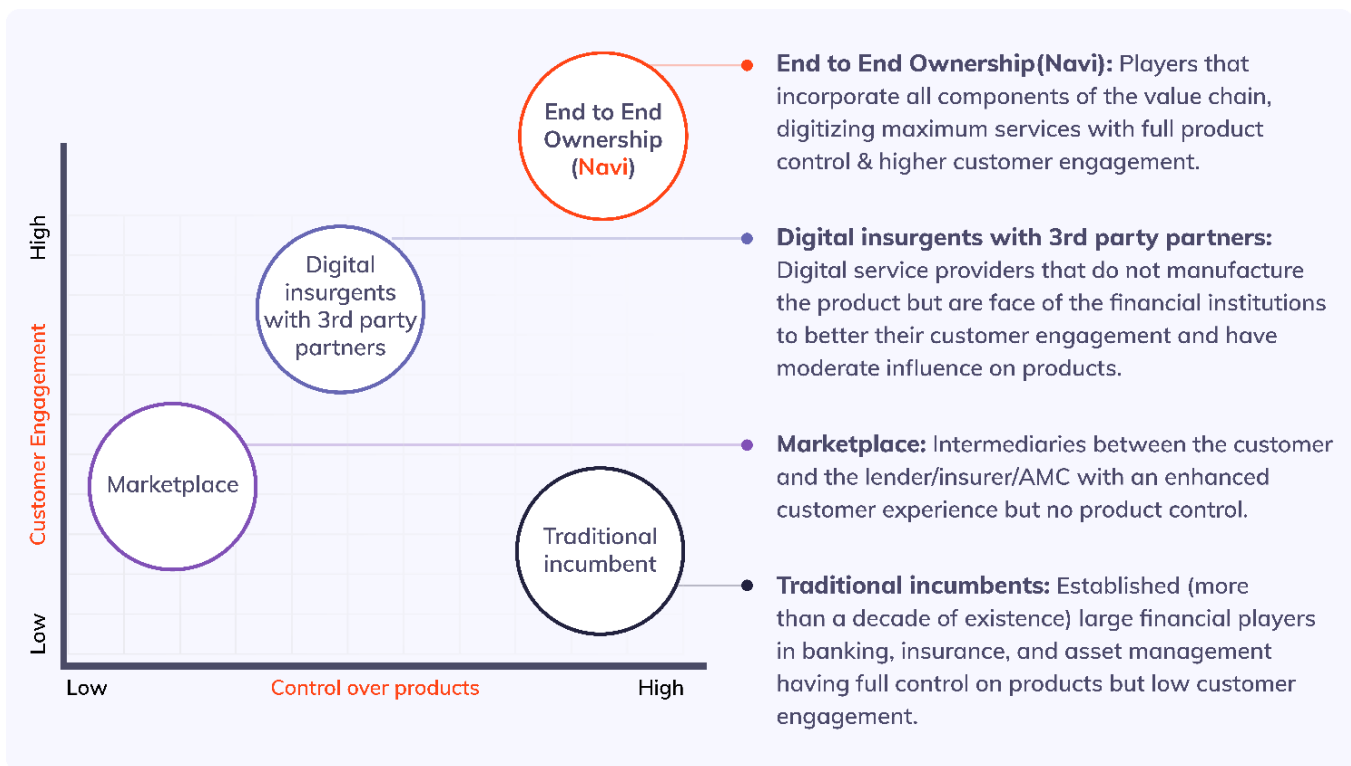 End to End
Ownership
(Navi)
Digital
insurgents
with 3rd party
partners
Marketplace
Traditional
incumbent
High
Customer Engagement
Low
Low
Control over products
High
End to End Ownership(Navi): Players that
incorporate all components of the value chain,
digitizing maximum services with full product
control & higher customer engagement.
Digital insurgents with 3rd party partners:
Digital service providers that do not manufacture
the product but are face of the financial institutions
to better their customer engagement and have
moderate influence on products.
Marketplace: Intermediaries between the customer
and the lender/insurer/AMC with an enhanced
customer experience but no product control.
Traditional incumbents: Established (more
than a decade of existence) large financial players
in banking, insurance, and asset management
having full control on products but low customer
engagement.